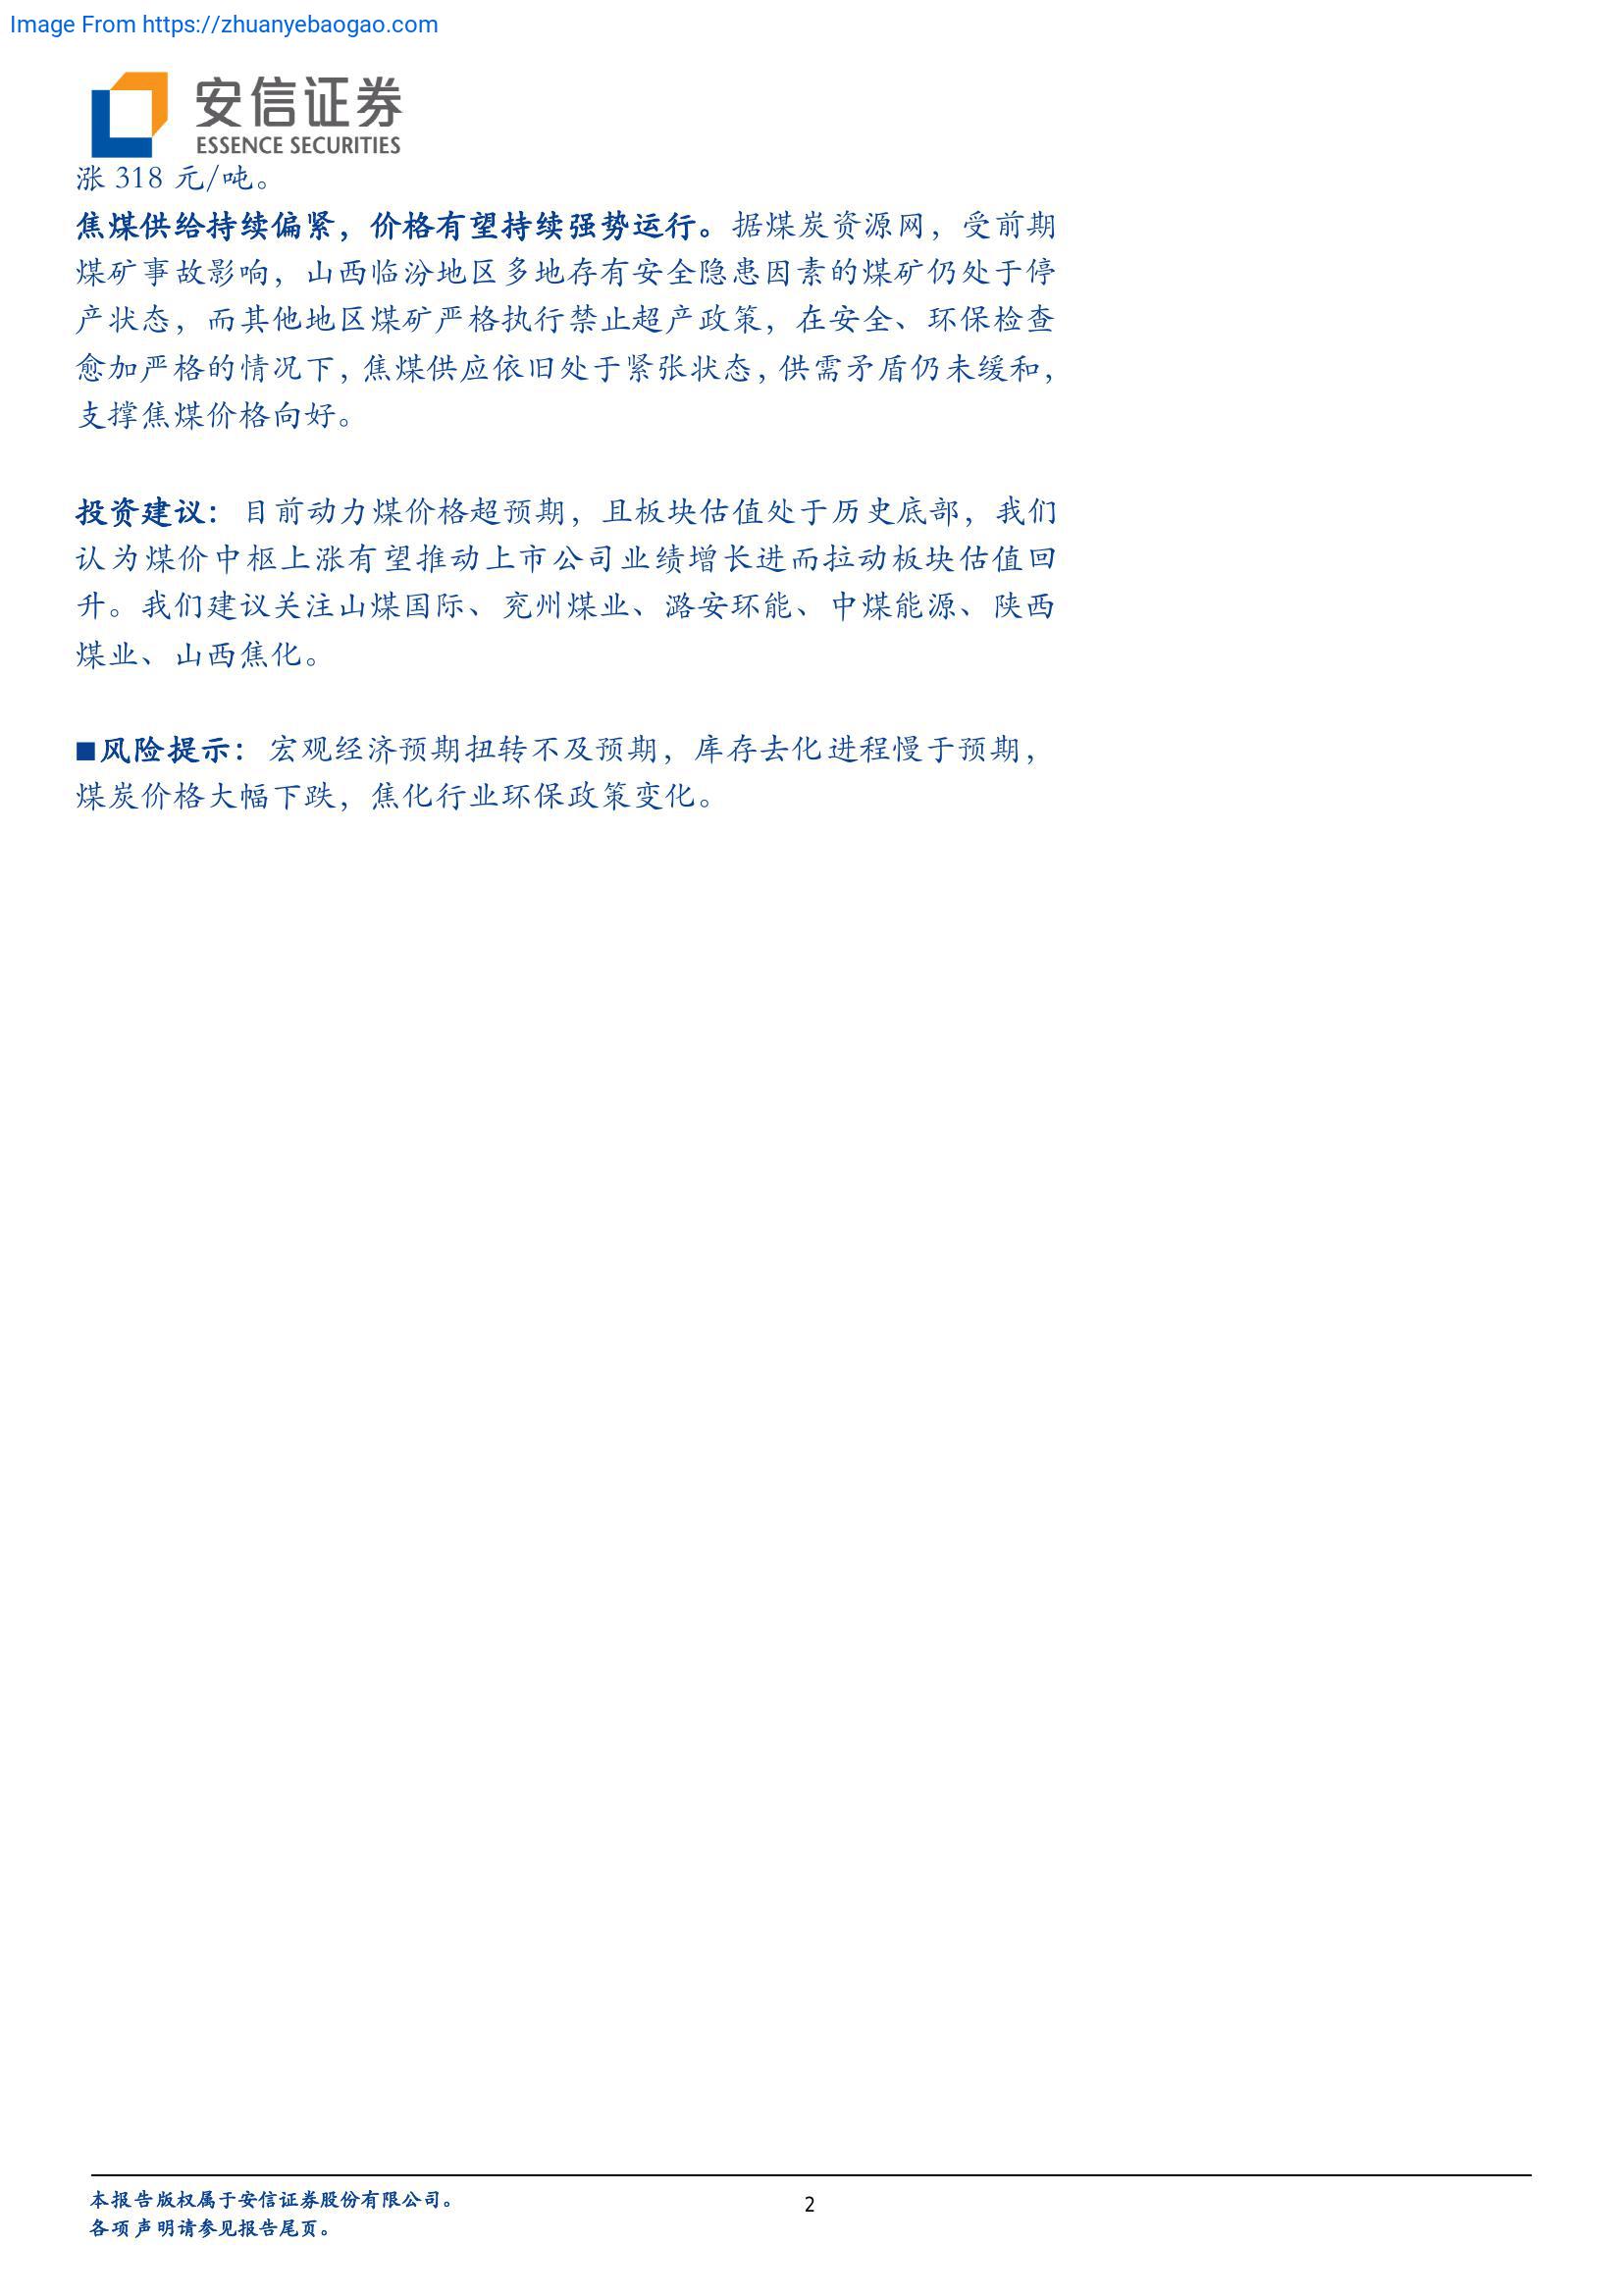 Image From https://zhuanyebaogao.com
安信证券
ESSENCE SECURITIES
涨 318 元/吨。
焦煤供给持续偏紧，价格有望持续强势运行。据煤炭资源网，受前期
煤矿事故影响，山西临汾地区多地存有安全隐患因素的煤矿仍处于停
产状态，而其他地区煤矿严格执行禁止超产政策，在安全、环保检查
愈加严格的情况下，焦煤供应依旧处于紧张状态，供需矛盾仍未缓和，
支撑焦煤价格向好。
投资建议：目前动力煤价格超预期，且板块估值处于历史底部，我们
认为煤价中枢上涨有望推动上市公司业绩增长进而拉动板块估值回
升。我们建议关注山煤国际、兖州煤业、潞安环能、中煤能源、陕西
煤业、山西焦化。
■风险提示：宏观经济预期扭转不及预期，库存去化进程慢于预期，
煤炭价格大幅下跌，焦化行业环保政策变化。
本报告版权属于安信证券股份有限公司。
各项声明请参见报告尾页。
2